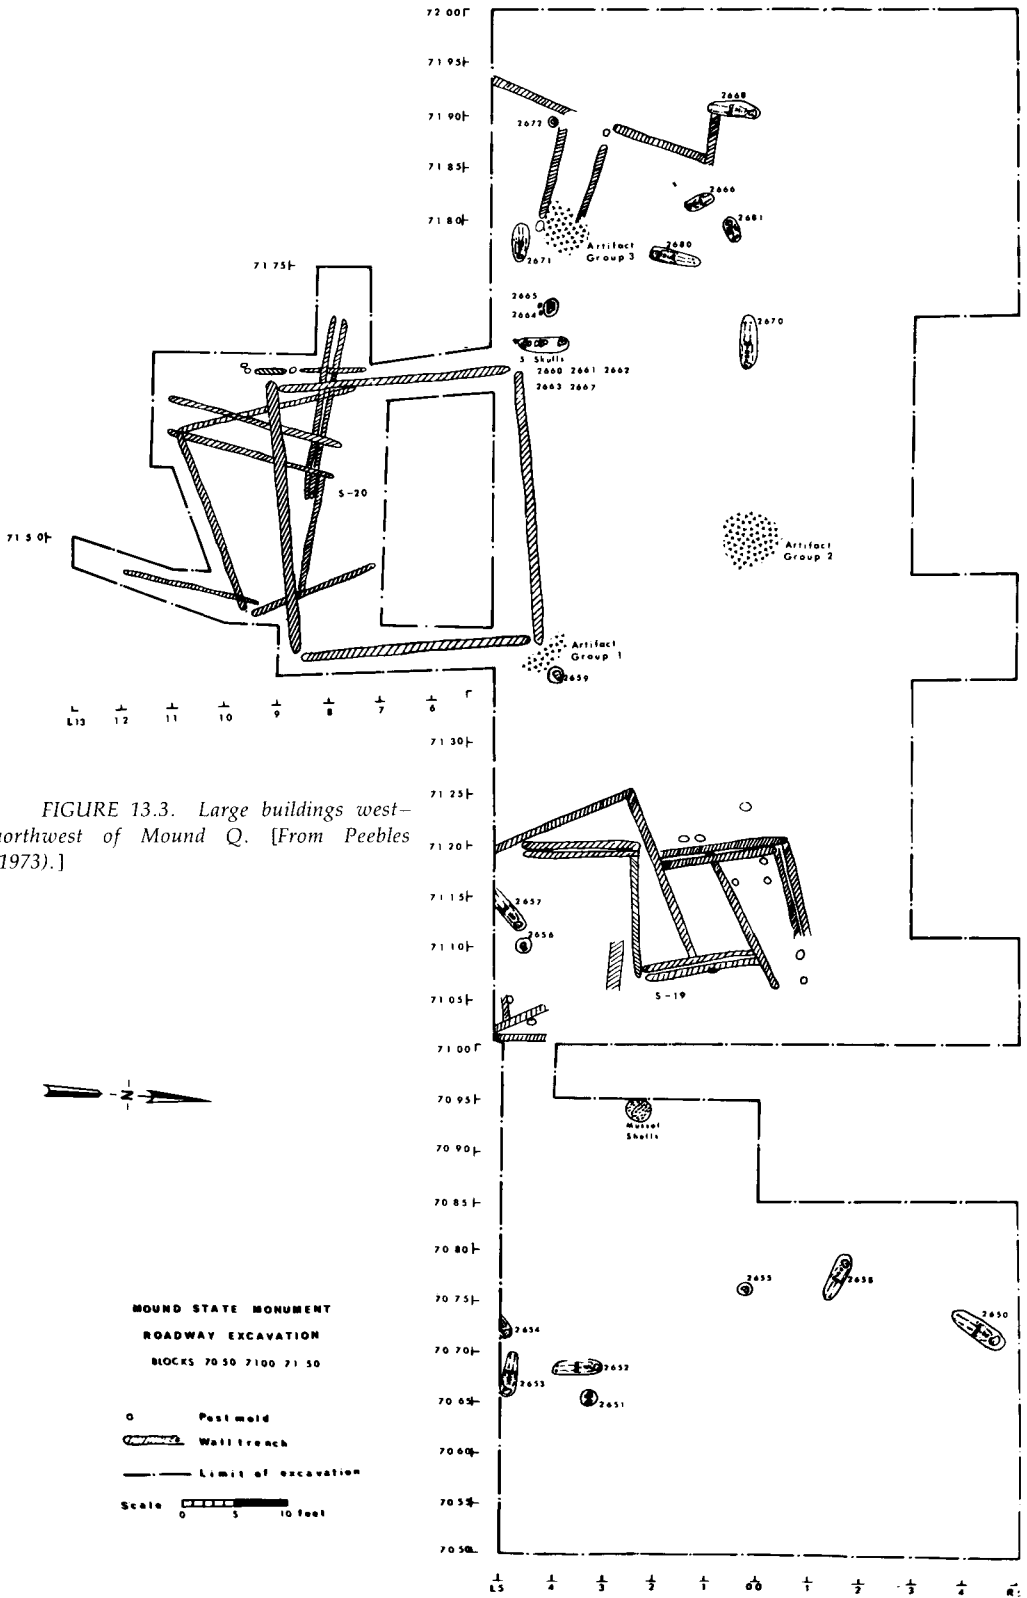 72 00
71 95
71 90
71 85
71 80
71 75
71 50
2668
2672
2666
2681
2680
2671
Artifact
Group 3
2665
2664
2670
5 Skulls
2660 2661 2662
2663 2667
S-20
Artifact
Group 2
Artifact
Group 1
2659
L13 12 11 10 9 8 7 6
71 30
71 25
71 20
71 15
71 10
71 05
71 00
FIGURE 13.3. Large buildings west–
northwest of Mound Q. [From Peebles
1973).]
2657
2656
S-19
N
70 95
70 90
70 85
70 80
70 75
70 70
70 65
70 60
70 55
70 50
Mussel
Shells
2655
2658
2650
2654
2652
2653
2651
MOUND STATE MONUMENT
ROADWAY EXCAVATION
BLOCKS 70 50 7100 71 50
Post mold
Wall trench
Limit of excavation
Scale
0 5 10 feet
L5 4 3 2 1 00 1 2 3 4 R